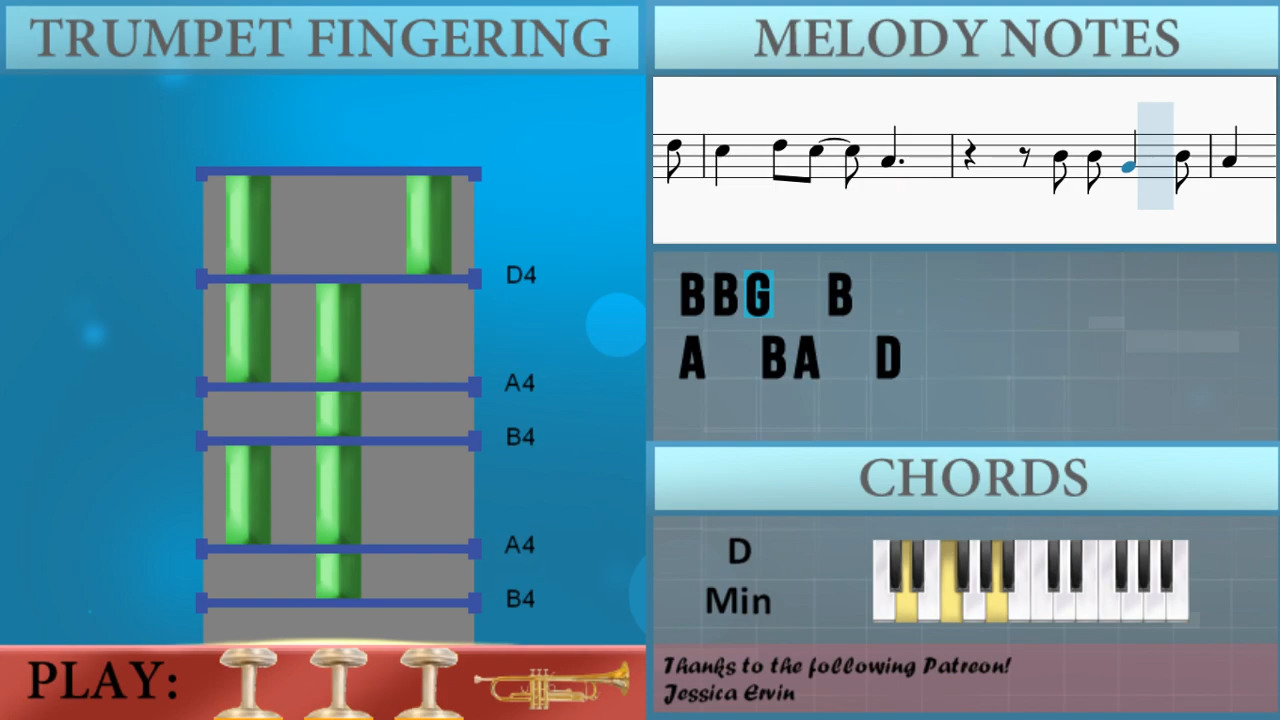 TRUMPET FINGERING
D4
A4
B4
A4
B4
PLAY:
MELODY NOTES
BBG B
A BA D
CHORDS
D
Min
Thanks to the following Patreon!
Jessica Ervin